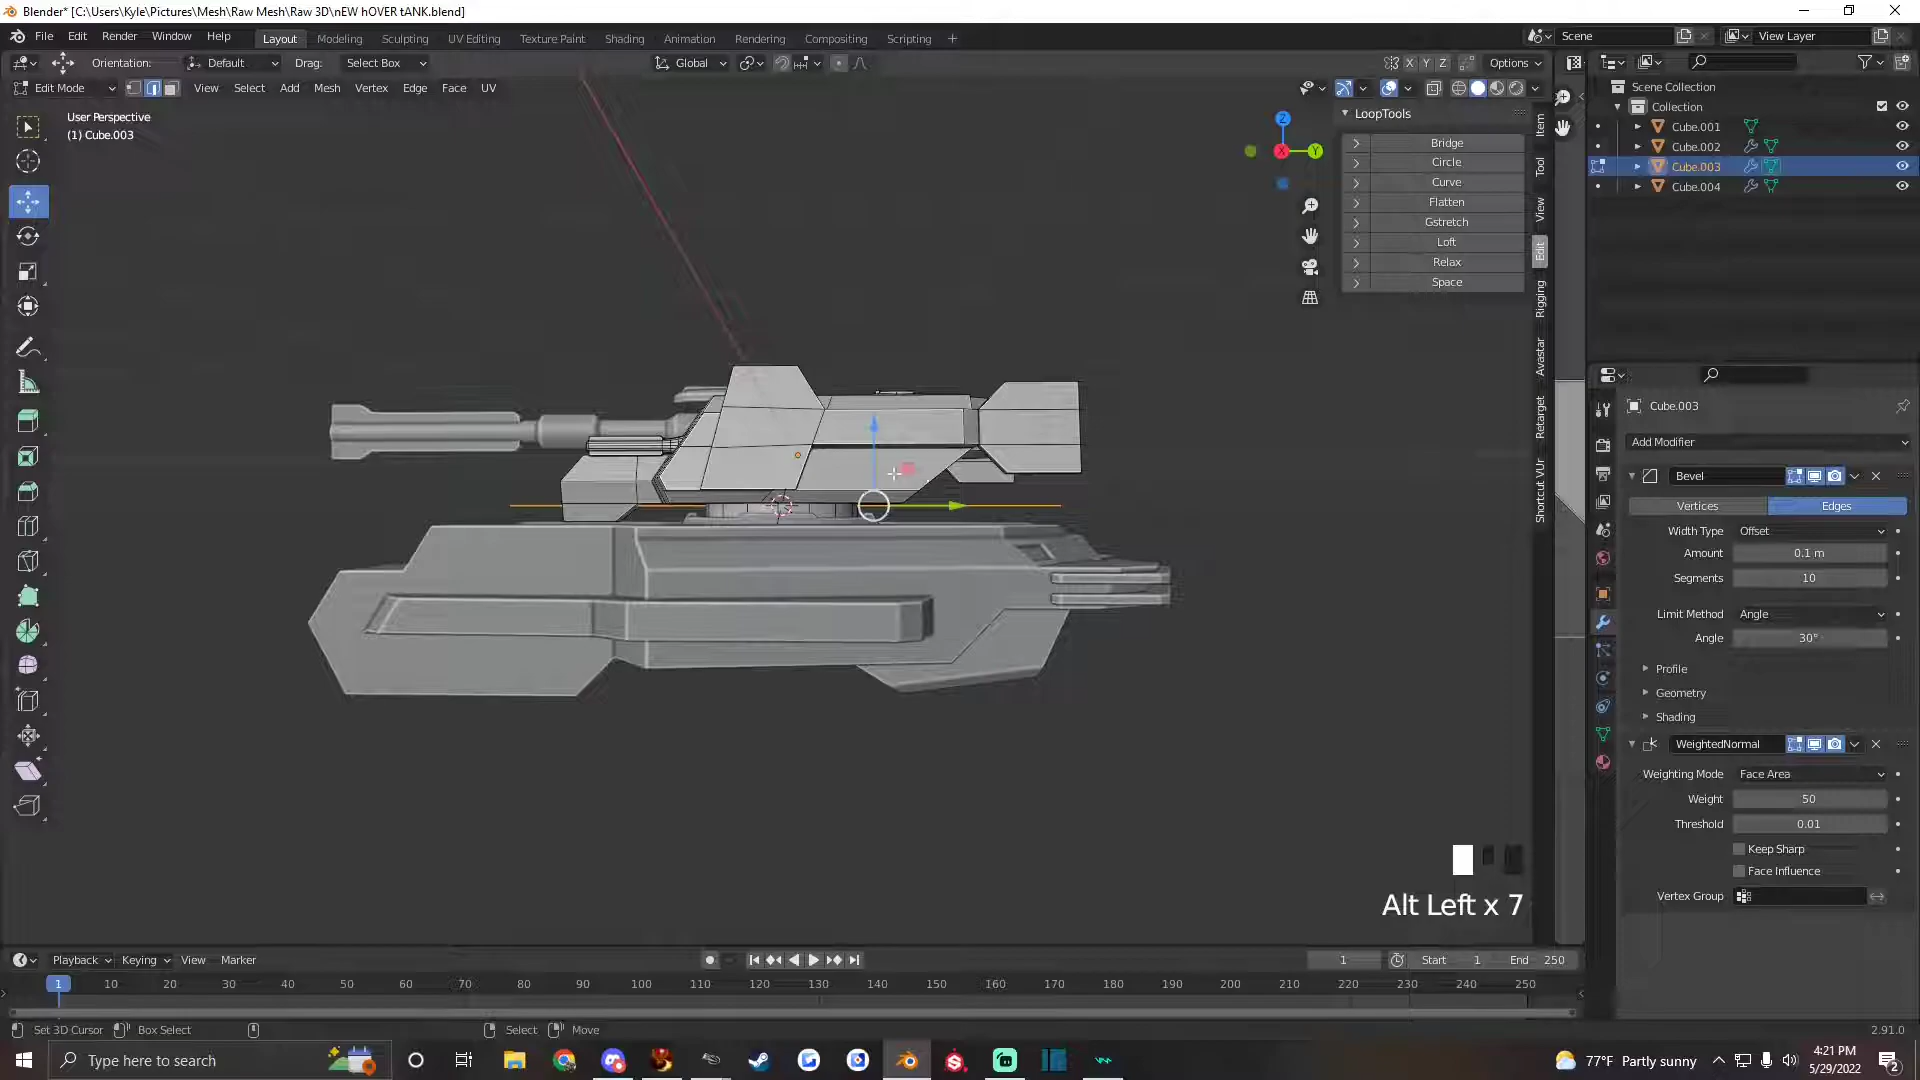 Blender* [C:\Users\Kyle\Pictures\Mesh\Raw Mesh\Raw 3D\nEW hOVER tANK.blend]
File Edit Render Window Help Layout Modeling Sculpting UV Editing Texture Paint Shading Animation Rendering Compositing Scripting + Scene View Layer
Orientation: Default Drag: Select Box Global X Y Z Options
Edit Mode View Select Add Mesh Vertex Edge Face UV
User Perspective
(1) Cube.003
Z
X Y
LoopTools
Bridge
Circle
Curve
Flatten
Gstretch
Loft
Relax
Space
Item
Tool
View
Edit
Rigging
Avastar
Retarget
Shortcut VUr
Scene Collection
Collection
Cube.001
Cube.002
Cube.003
Cube.004
Cube.003
Add Modifier
Bevel
Vertices Edges
Width Type Offset
Amount 0.1 m
Segments 10
Limit Method Angle
Angle 30°
Profile
Geometry
Shading
WeightedNormal
Weighting Mode Face Area
Weight 50
Threshold 0.01
Keep Sharp
Face Influence
Vertex Group
Alt Left x 7
Playback Keying View Marker 1 Start 1 End 250
1 10 20 30 40 50 60 70 80 90 100 110 120 130 140 150 160 170 180 190 200 210 220 230 240 250
Set 3D Cursor Box Select Select Move 2.91.0
Type here to search 77°F Partly sunny 4:21 PM
5/29/2022 2